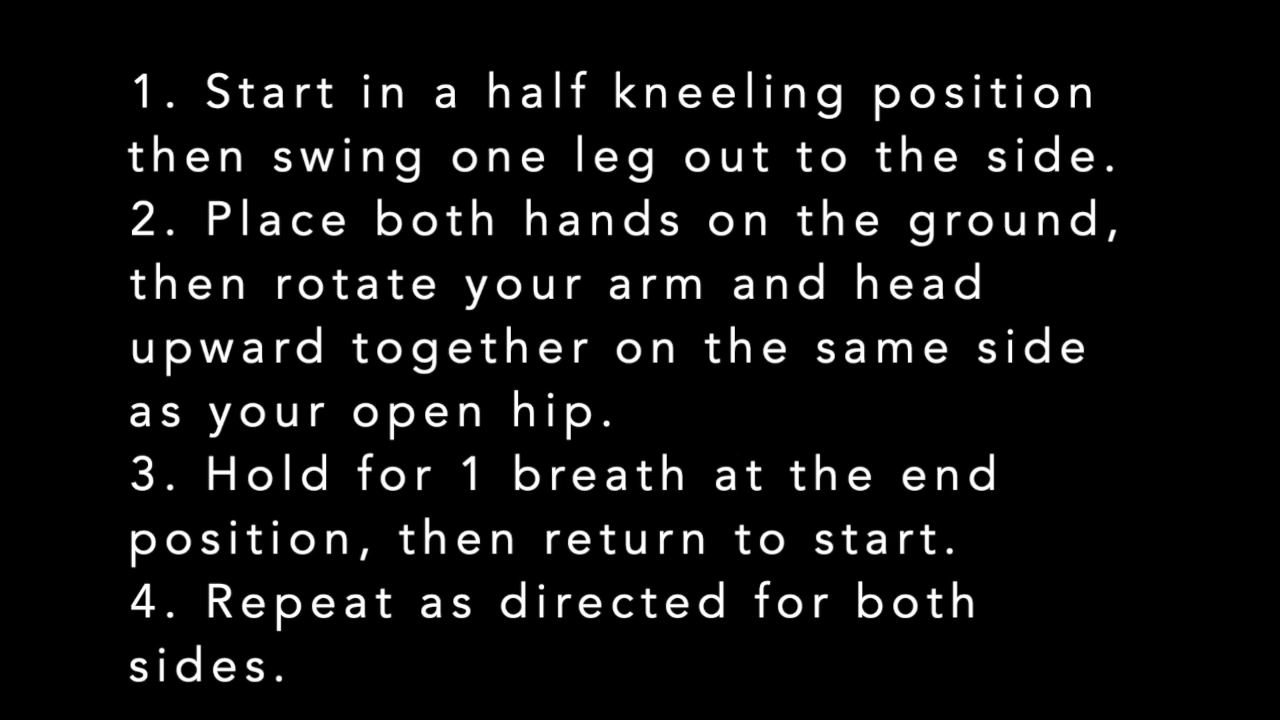 1. Start in a half kneeling position
then swing one leg out to the side.
2. Place both hands on the ground,
then rotate your arm and head
upward together on the same side
as your open hip.
3. Hold for 1 breath at the end
position, then return to start.
4. Repeat as directed for both
sides.